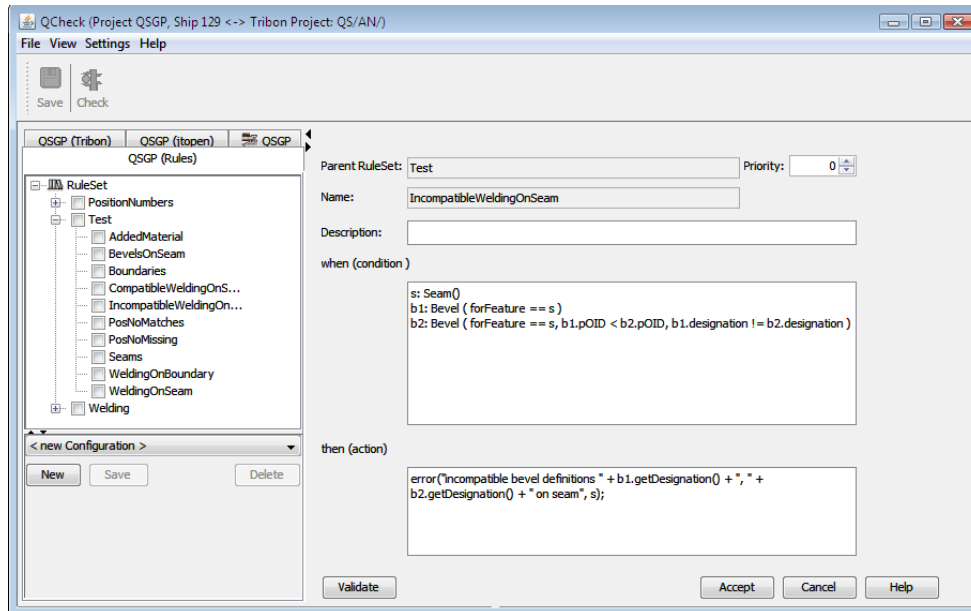 QCheck (Project QSGP, Ship 129 <-> Tribon Project: QS/AN/)
File View Settings Help
Save Check
QSGP (Tribon) QSGP (jtopen) QSGP
QSGP (Rules)
RuleSet
PositionNumbers
Test
AddedMaterial
BevelsOnSeam
Boundaries
CompatibleWeldingOnS...
IncompatibleWeldingOn...
PosNoMatches
PosNoMissing
Seams
WeldingOnBoundary
WeldingOnSeam
Welding
< new Configuration >
New Save Delete
Parent RuleSet: Test Priority: 0
Name: IncompatibleWeldingOnSeam
Description:
when (condition )
s: Seam()
b1: Bevel ( forFeature == s )
b2: Bevel ( forFeature == s, b1.pOID < b2.pOID, b1.designation != b2.designation )
then (action)
error("incompatible bevel definitions " + b1.getDesignation() + ", " +
b2.getDesignation() + " on seam", s);
Validate Accept Cancel Help